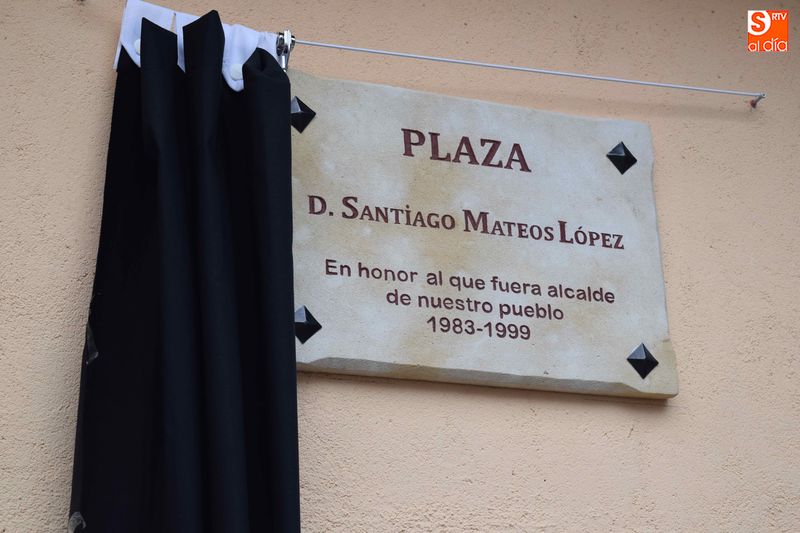 S RTV
al día
PLAZA
D. SANTIAGO MATEOS LÓPEZ
En honor al que fuera alcalde
de nuestro pueblo
1983-1999